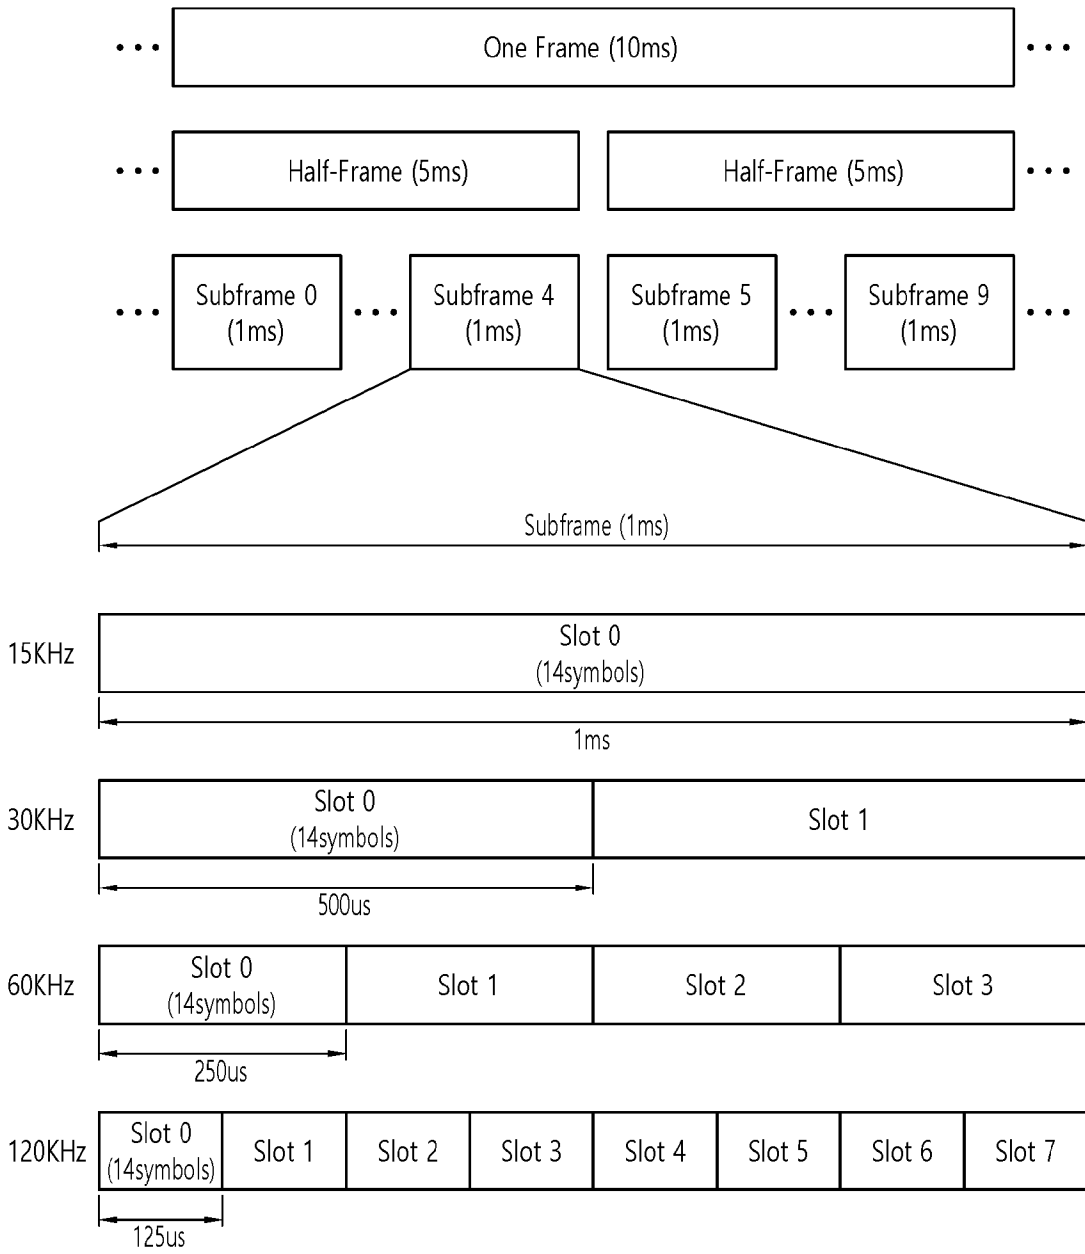 One Frame (10ms)
Half-Frame (5ms)
Half-Frame (5ms)
Subframe 0
(1ms)
Subframe 4
(1ms)
Subframe 5
(1ms)
Subframe 9
(1ms)
Subframe (1ms)
15KHz
Slot 0
(14symbols)
1ms
30KHz
Slot 0
(14symbols)
Slot 1
500us
60KHz
Slot 0
(14symbols)
Slot 1
Slot 2
Slot 3
250us
120KHz
Slot 0
(14symbols)
Slot 1
Slot 2
Slot 3
Slot 4
Slot 5
Slot 6
Slot 7
125us